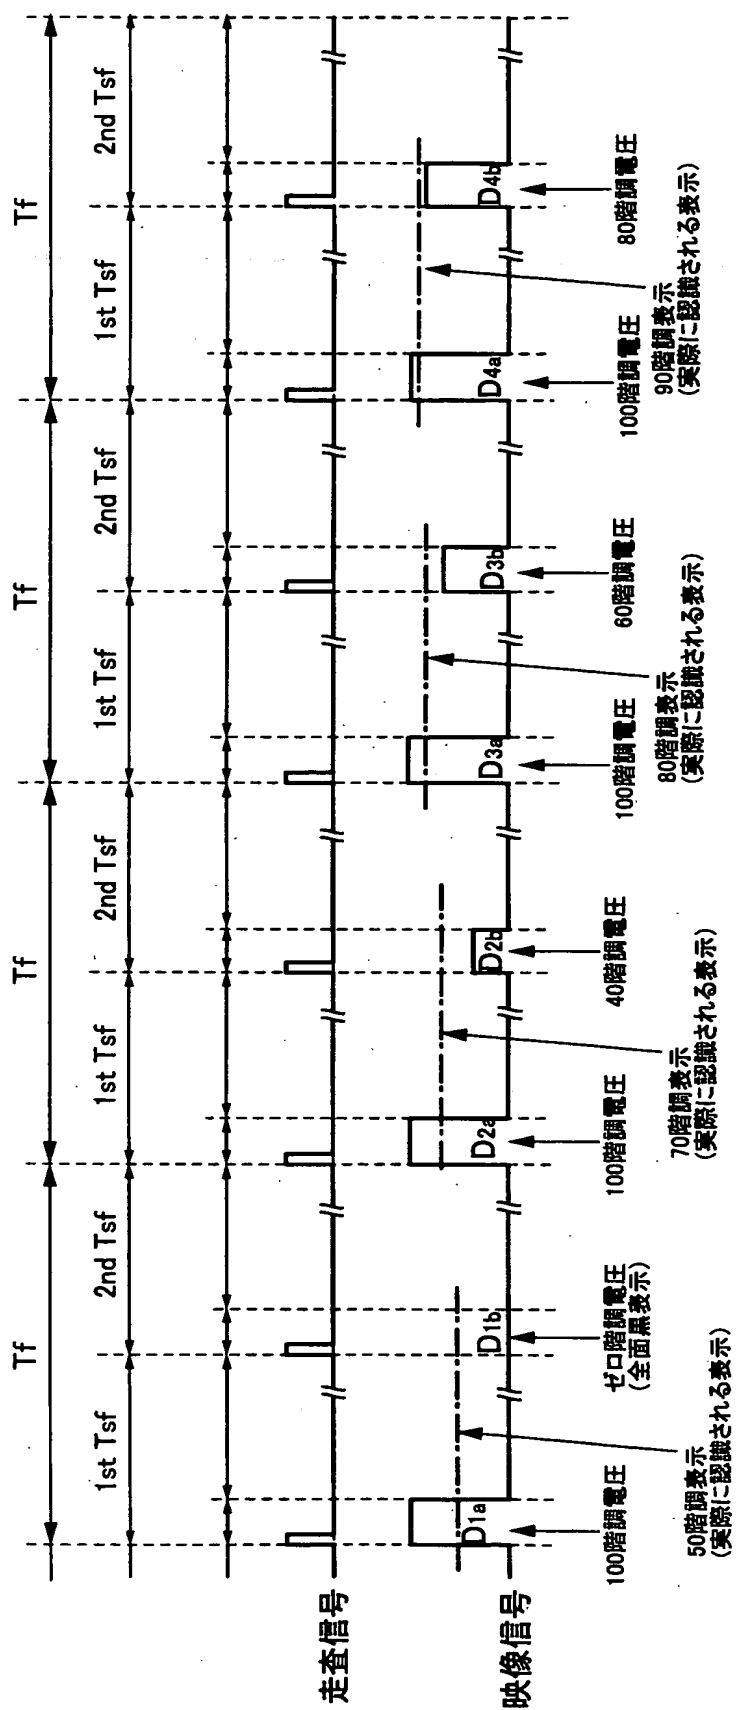 Tf
Tf
Tf
Tf
1st Tsf
2nd Tsf
1st Tsf
2nd Tsf
1st Tsf
2nd Tsf
1st Tsf
2nd Tsf
走査信号
映像信号
D1a
D1b
D2a
D2b
D3a
D3b
D4a
D4b
100階調電圧
ゼロ階調電圧
(全面黒表示)
100階調電圧
40階調電圧
100階調電圧
60階調電圧
100階調電圧
80階調電圧
50階調表示
(実際に認識される表示)
70階調表示
(実際に認識される表示)
80階調表示
(実際に認識される表示)
90階調表示
(実際に認識される表示)